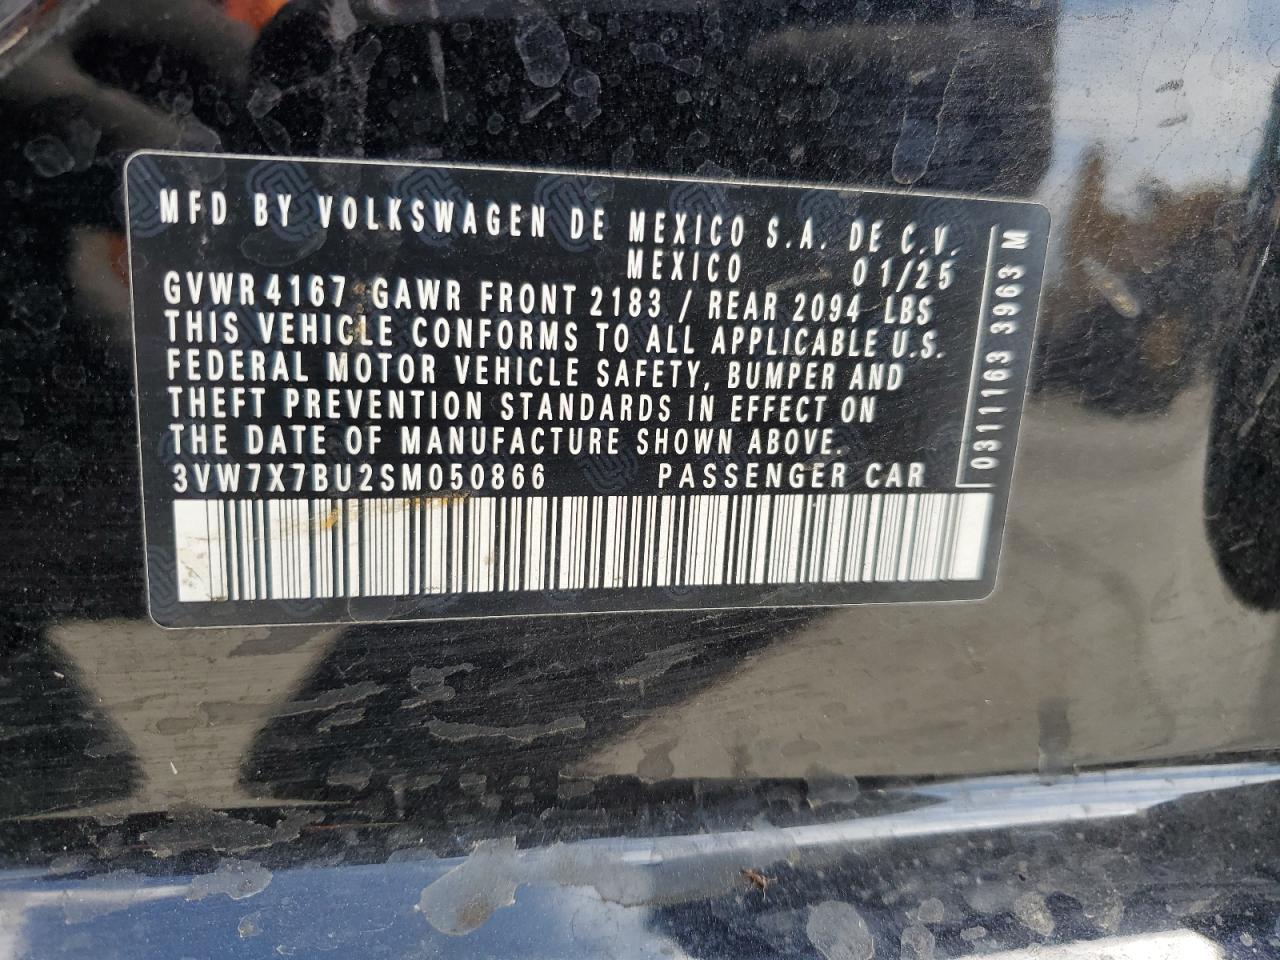 MFD BY VOLKSWAGEN DE MEXICO S.A. DE C.V.
MEXICO 01/25
GVWR 4167 GAWR FRONT 2183 / REAR 2094 LBS
THIS VEHICLE CONFORMS TO ALL APPLICABLE U.S.
FEDERAL MOTOR VEHICLE SAFETY, BUMPER AND
THEFT PREVENTION STANDARDS IN EFFECT ON
THE DATE OF MANUFACTURE SHOWN ABOVE.
3VW7X7BU2SM050866 PASSENGER CAR
0311163 3963 M